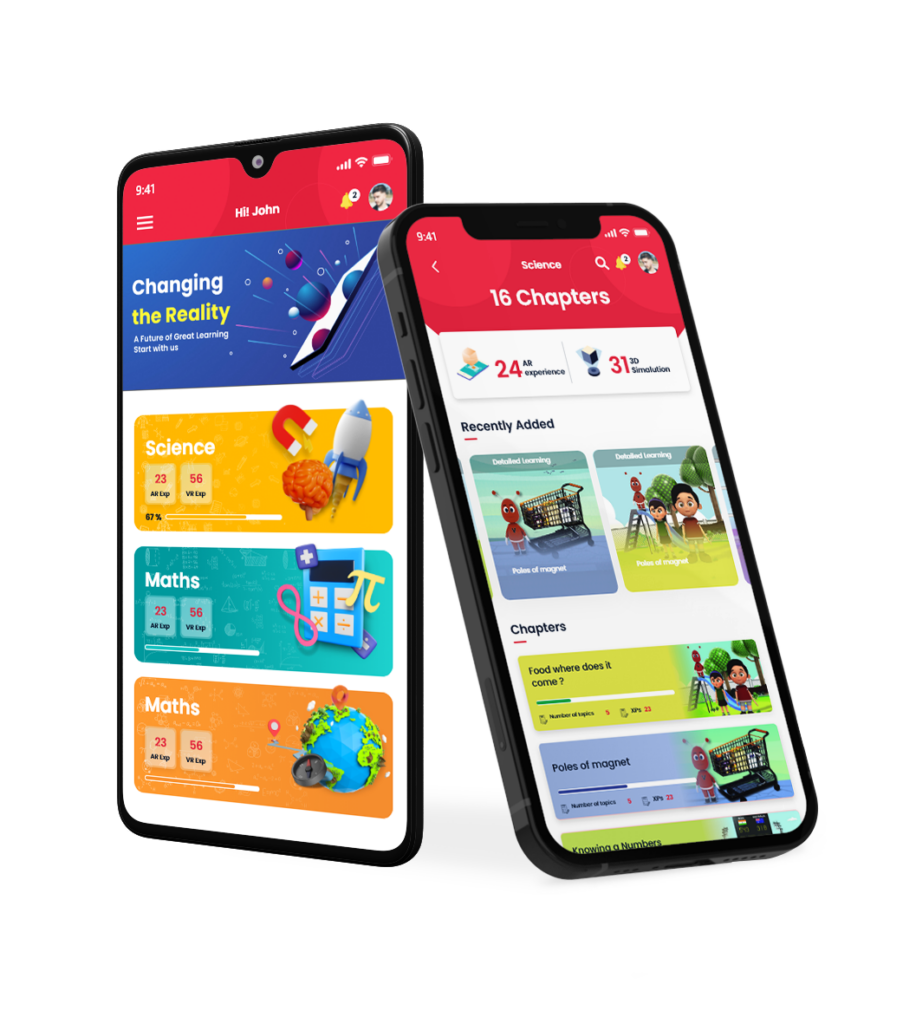 9:41
2
Hi! John
Changing
the Reality
A Future of Great Learning
Start with us
Science
23
56
AR Exp
VR Exp
67 %
Maths
23
56
AR Exp
VR Exp
Maths
23
56
AR Exp
VR Exp
9:41
Science
2
16 Chapters
24 AR
experience
31 3D
Simalution
Recently Added
Detailed Learning
Detailed Learning
Poles of magnet
Poles of magnet
Chapters
Food where does it
come ?
Number of topics 5 XPs 23
Poles of magnet
Number of topics 5 XPs 23
Knowing a Numbers